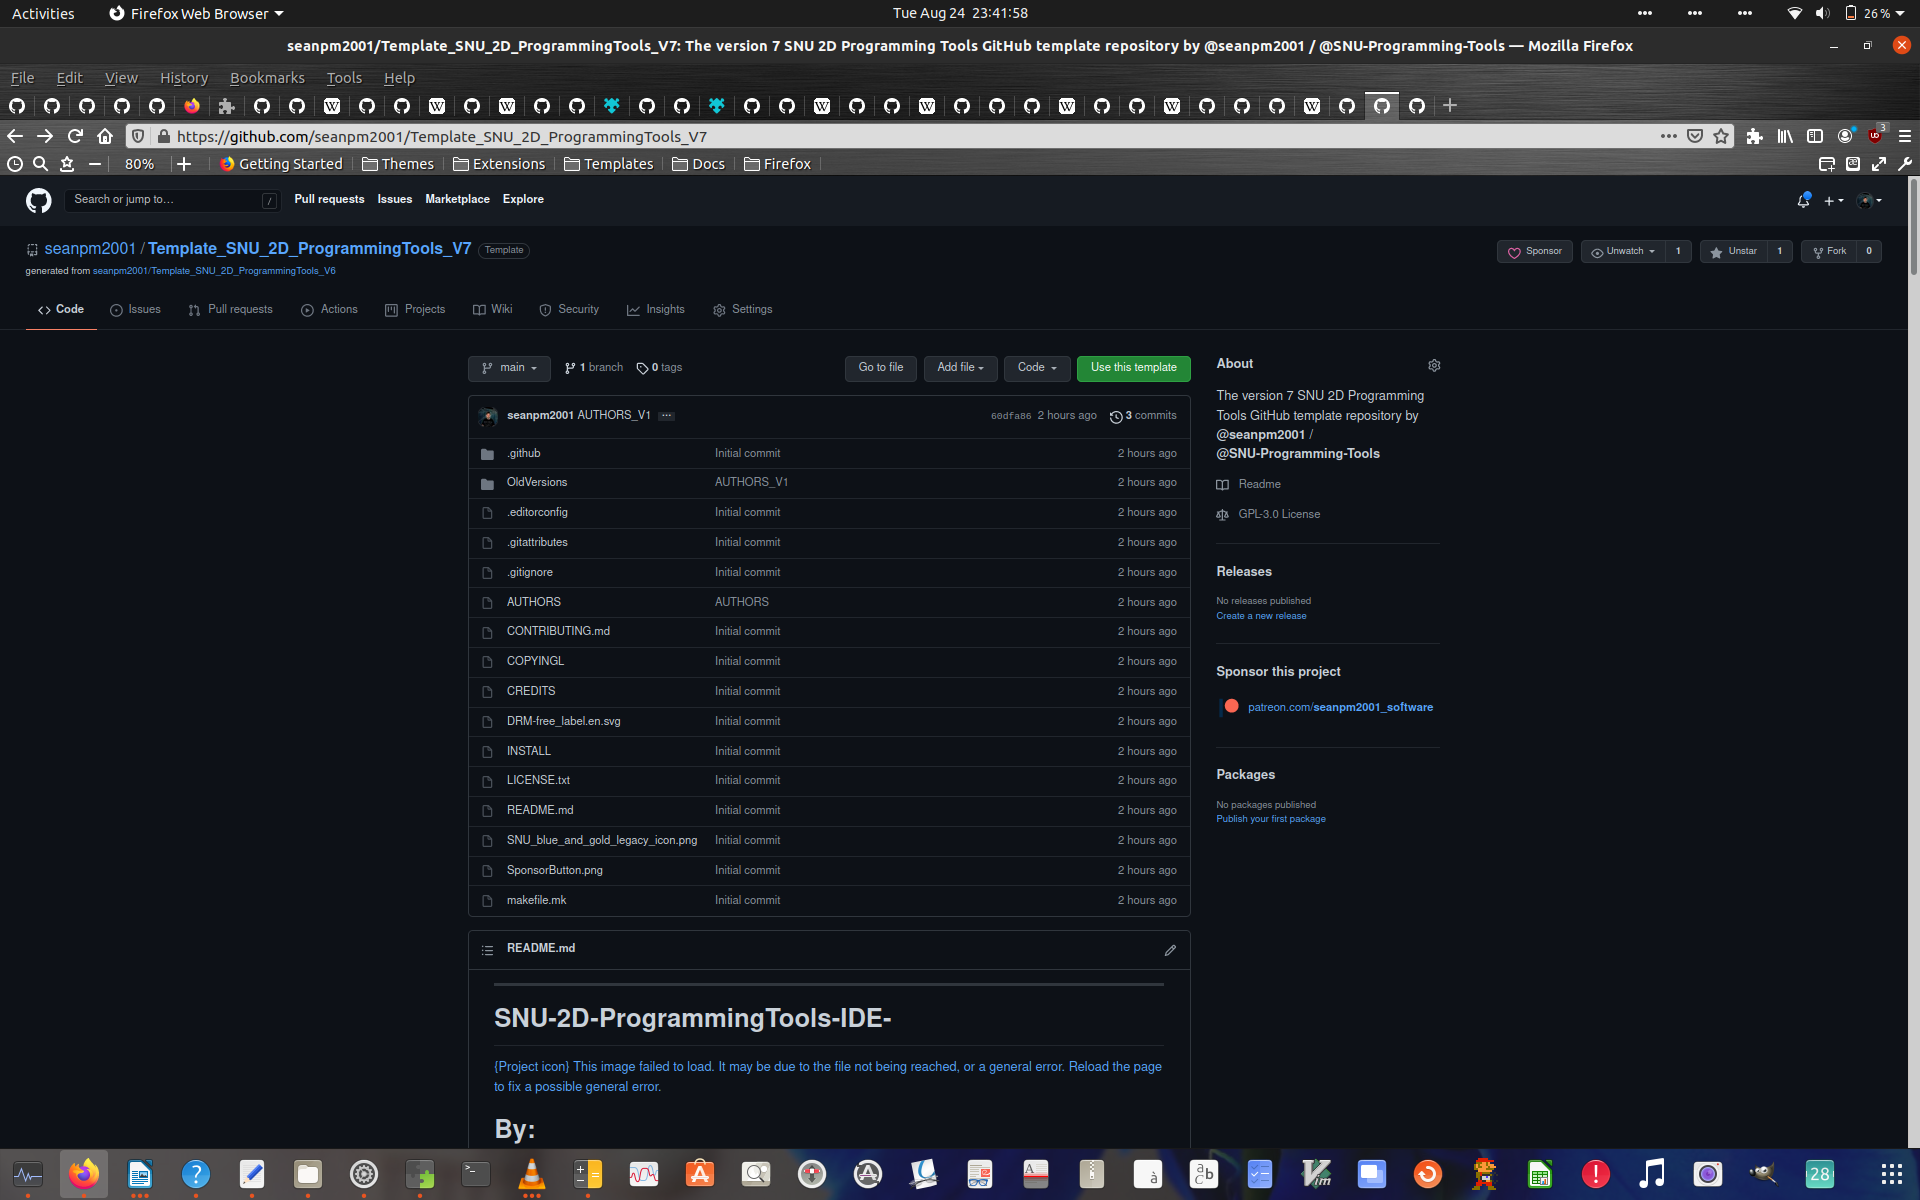 Activities
Firefox Web Browser
Tue Aug 24 23:41:58
26 %
seanpm2001/Template_SNU_2D_ProgrammingTools_V7: The version 7 SNU 2D Programming Tools GitHub template repository by @seanpm2001 / @SNU-Programming-Tools — Mozilla Firefox
File Edit View History Bookmarks Tools Help
https://github.com/seanpm2001/Template_SNU_2D_ProgrammingTools_V7
3
80%
Getting Started Themes Extensions Templates Docs Firefox
Search or jump to… /
Pull requests Issues Marketplace Explore
seanpm2001 / Template_SNU_2D_ProgrammingTools_V7 Template
Sponsor Unwatch 1 Unstar 1 Fork 0
generated from seanpm2001/Template_SNU_2D_ProgrammingTools_V6
Code Issues Pull requests Actions Projects Wiki Security Insights Settings
main 1 branch 0 tags Go to file Add file Code Use this template
seanpm2001 AUTHORS_V1 ... 60dfa86 2 hours ago 3 commits
.github Initial commit 2 hours ago
OldVersions AUTHORS_V1 2 hours ago
.editorconfig Initial commit 2 hours ago
.gitattributes Initial commit 2 hours ago
.gitignore Initial commit 2 hours ago
AUTHORS AUTHORS 2 hours ago
CONTRIBUTING.md Initial commit 2 hours ago
COPYINGL Initial commit 2 hours ago
CREDITS Initial commit 2 hours ago
DRM-free_label.en.svg Initial commit 2 hours ago
INSTALL Initial commit 2 hours ago
LICENSE.txt Initial commit 2 hours ago
README.md Initial commit 2 hours ago
SNU_blue_and_gold_legacy_icon.png Initial commit 2 hours ago
SponsorButton.png Initial commit 2 hours ago
makefile.mk Initial commit 2 hours ago
README.md
SNU-2D-ProgrammingTools-IDE-
{Project icon} This image failed to load. It may be due to the file not being reached, or a general error. Reload the page
to fix a possible general error.
By:
About
The version 7 SNU 2D Programming
Tools GitHub template repository by
@seanpm2001 /
@SNU-Programming-Tools
Readme
GPL-3.0 License
Releases
No releases published
Create a new release
Sponsor this project
patreon.com/seanpm2001_software
Packages
No packages published
Publish your first package
28